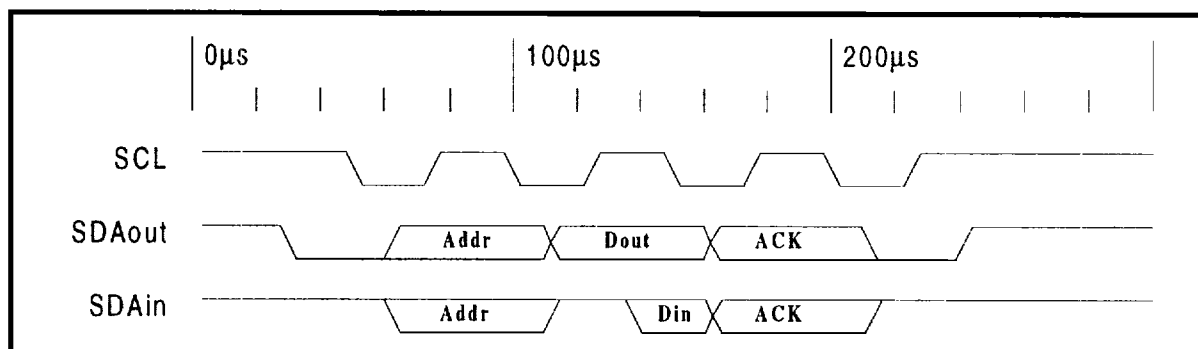 0μs 100μs 200μs
SCL
SDAout Addr Dout ACK
SDAin Addr Din ACK